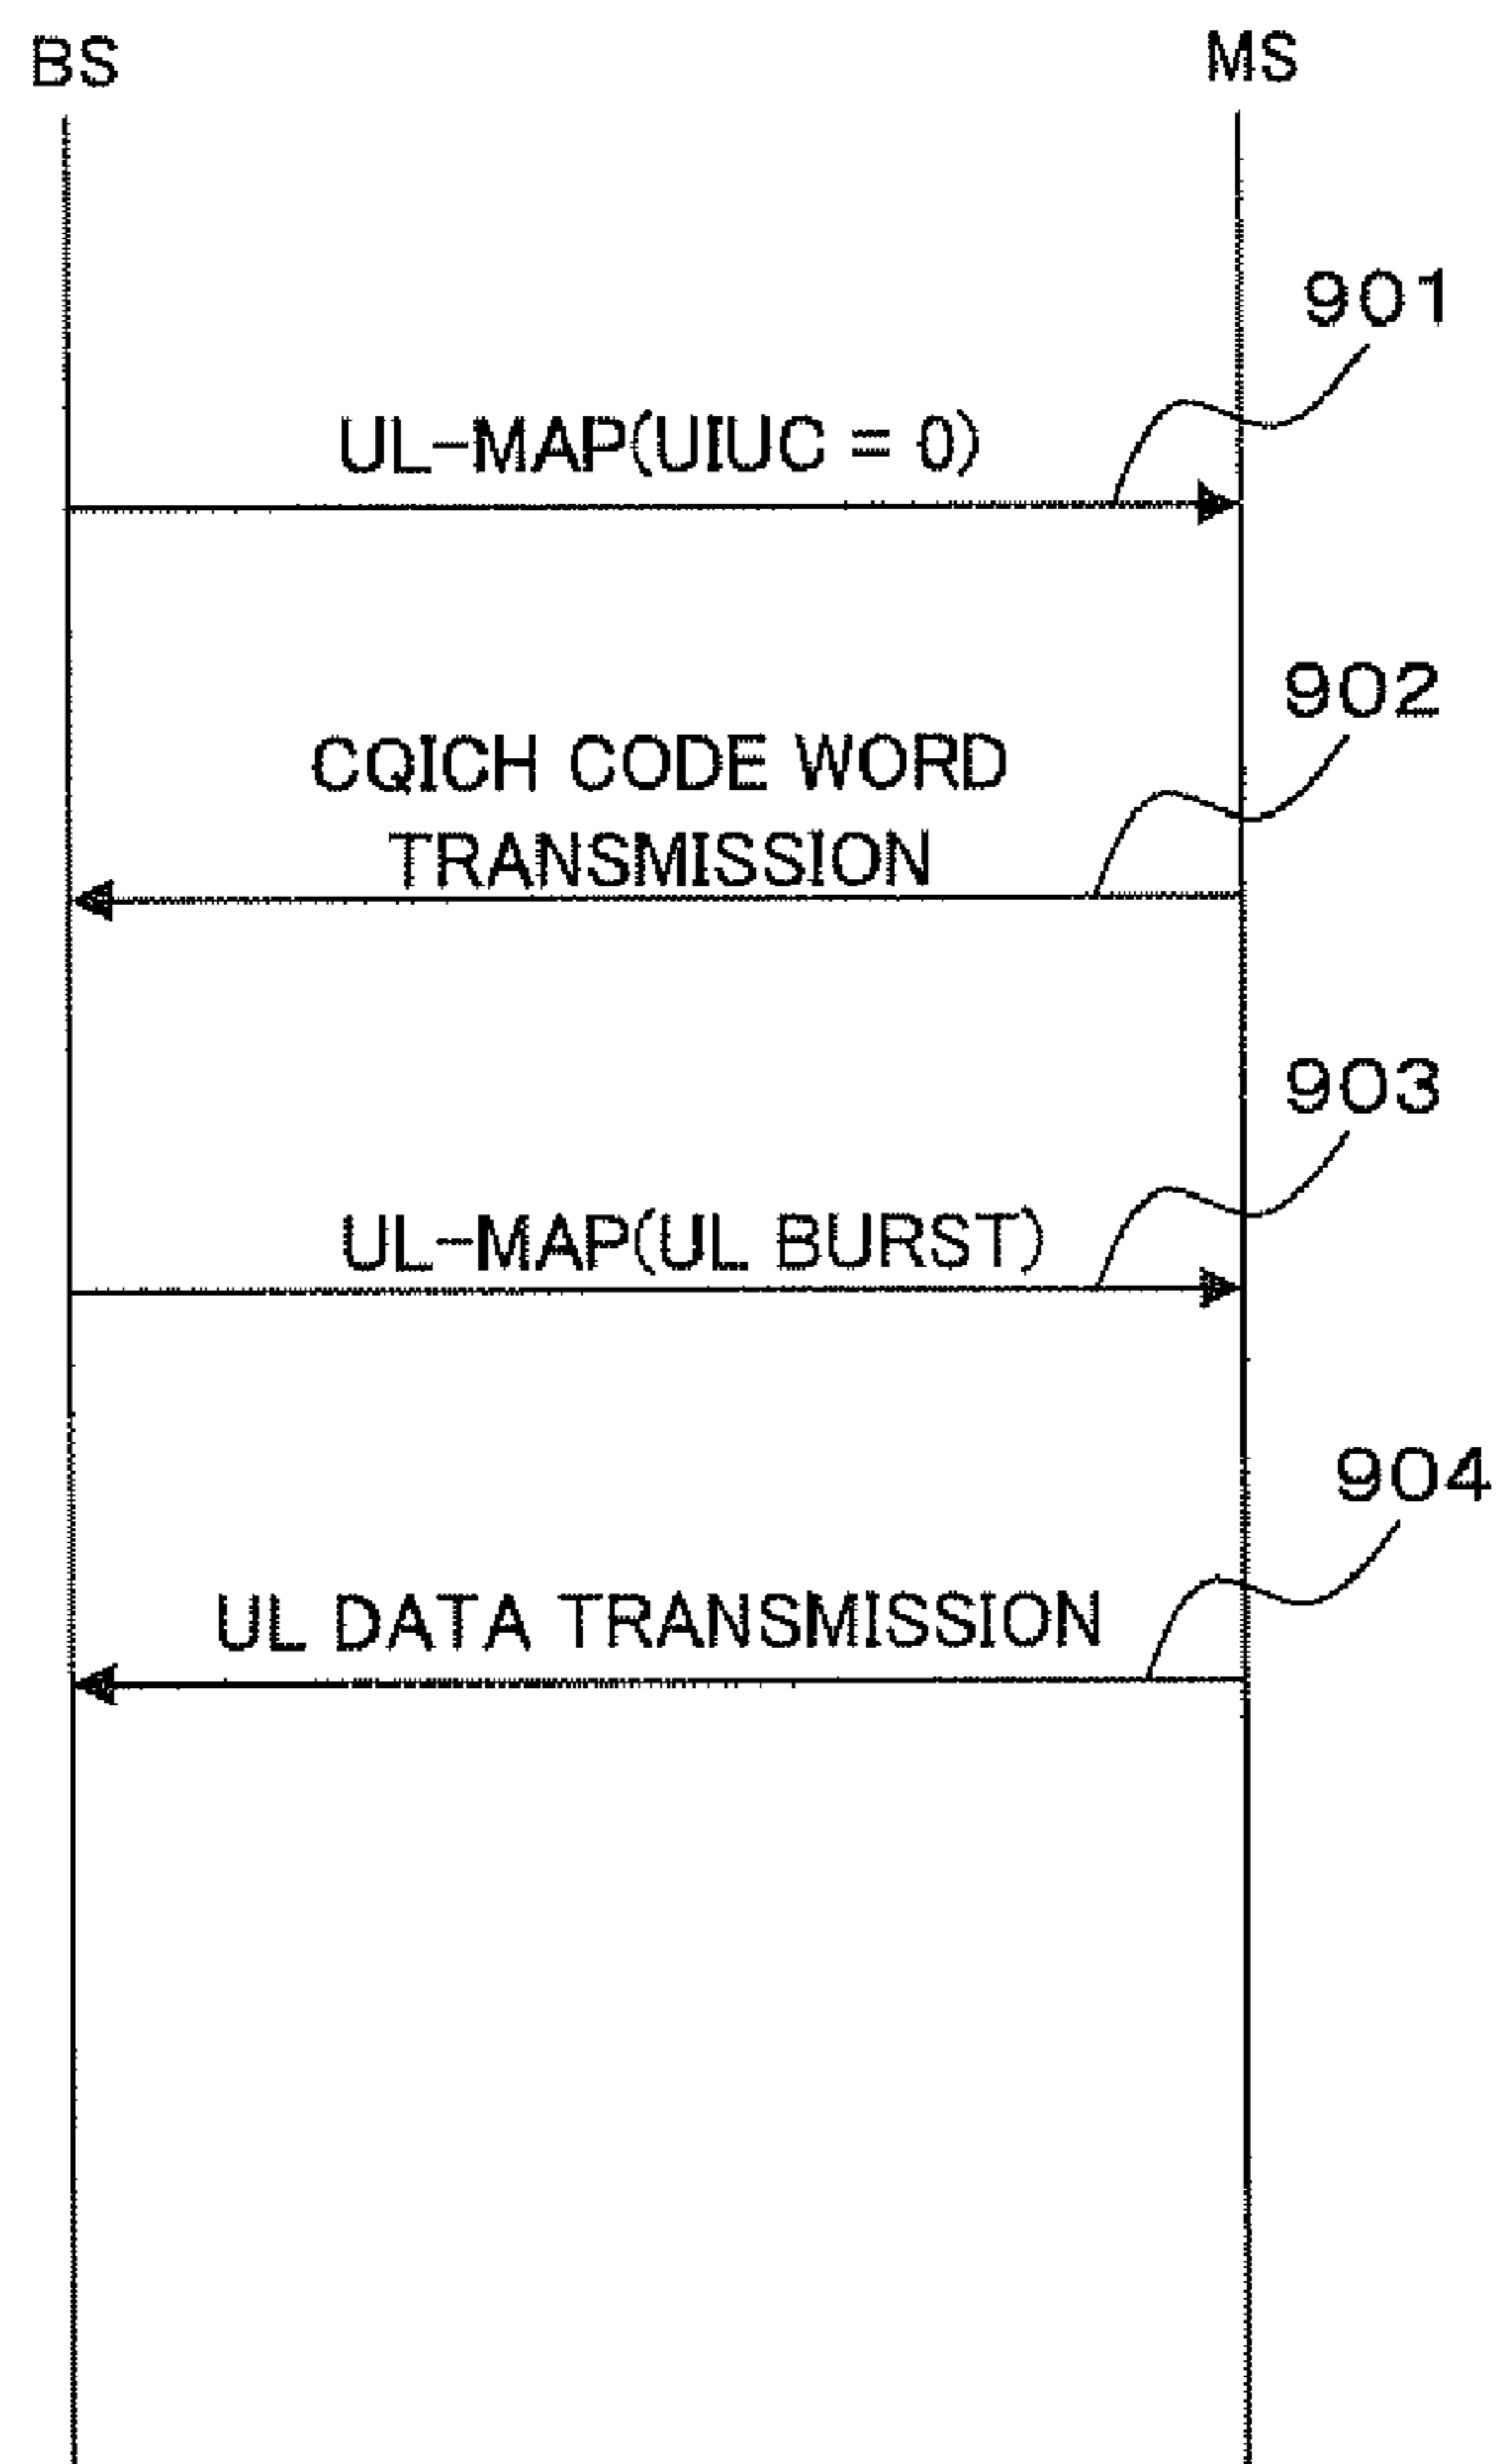 BS
MS
901
UL-MAP(UIUC = 0)
902
CQICH CODE WORD
TRANSMISSION
903
UL-MAP(UL BURST)
904
UL DATA TRANSMISSION